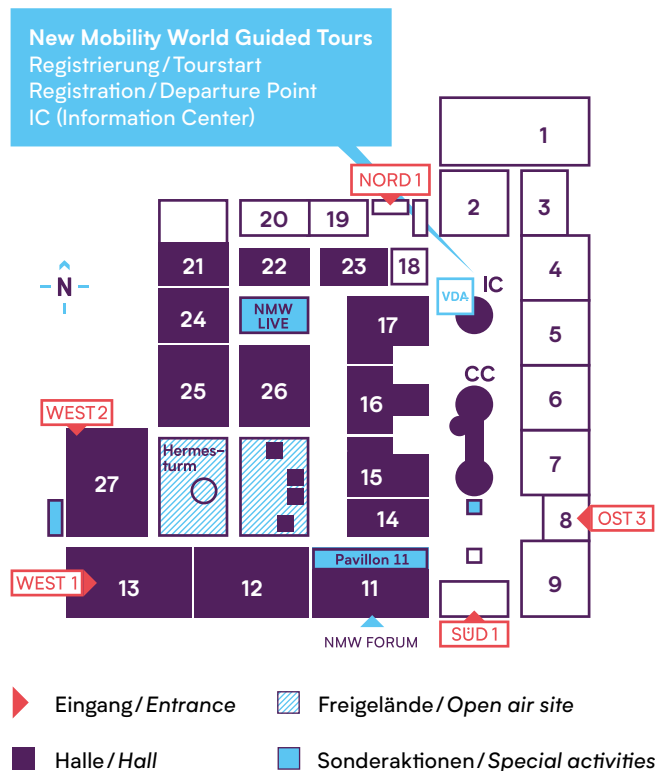 New Mobility World Guided Tours
Registrierung/Tourstart
Registration/Departure Point
IC (Information Center)
1
NORD 1
2
3
20
19
21
22
23
18
4
N
VDA
IC
24
NMW
LIVE
17
5
CC
25
26
16
6
WEST 2
Hermes-
turm
15
7
27
14
8
OST 3
Pavillon 11
WEST 1
13
12
11
9
NMW FORUM
SÜD 1
Eingang/Entrance
Freigelände/Open air site
Halle/Hall
Sonderaktionen/Special activities